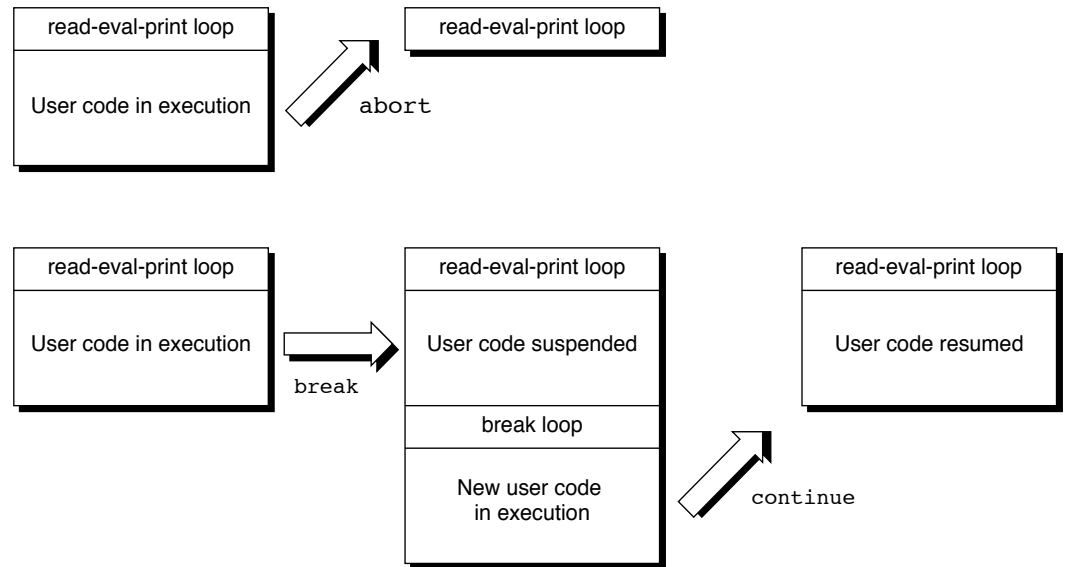 read-eval-print loop
User code in execution
abort
read-eval-print loop
read-eval-print loop
User code in execution
break
read-eval-print loop
User code suspended
break loop
New user code
in execution
continue
read-eval-print loop
User code resumed